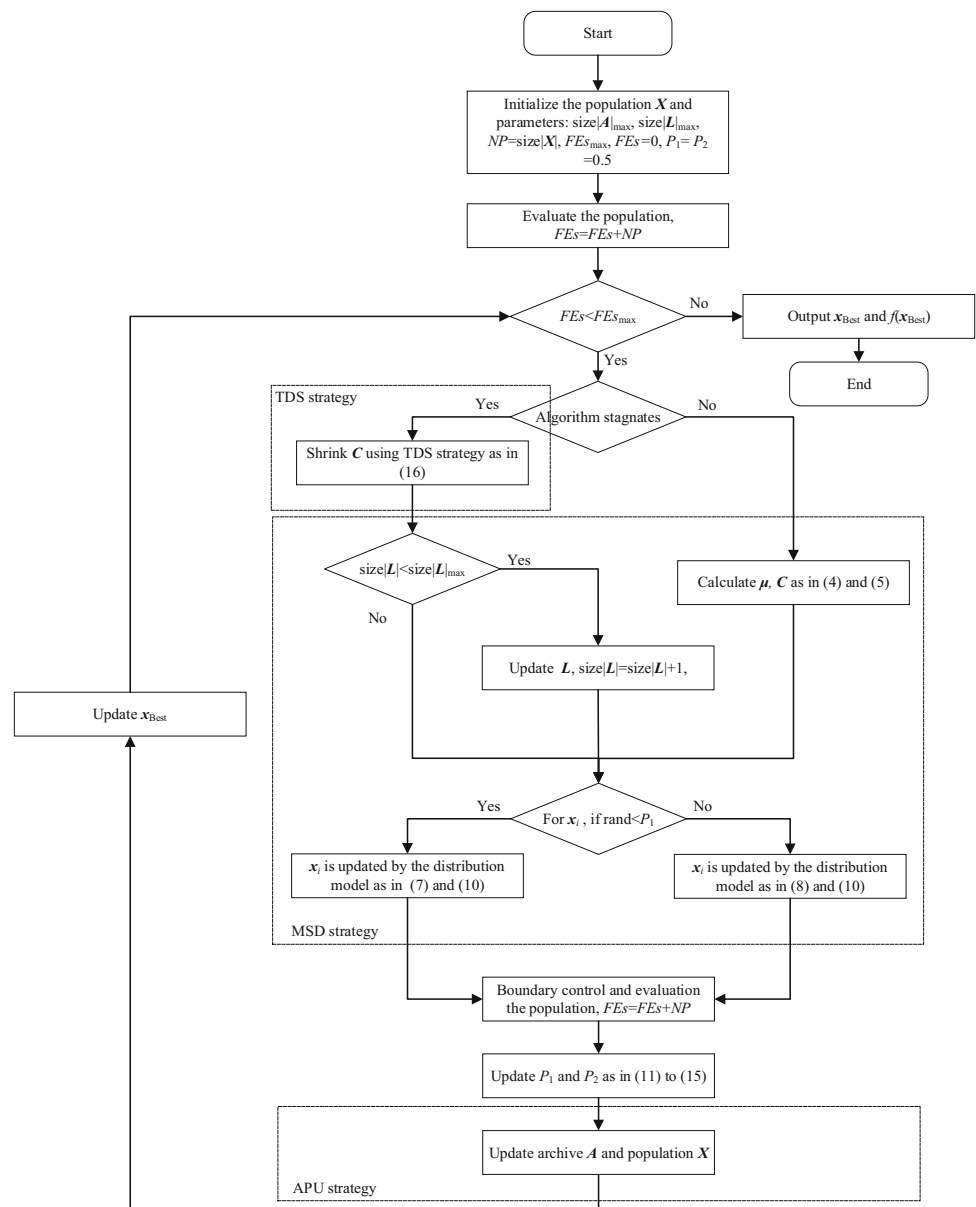 Start
Initialize the population X and
parameters: size|A|max, size|L|max,
NP=size|X|, FEsmax, FEs=0, P1= P2
=0.5
Evaluate the population,
FEs=FEs+NP
FEs<FEsmax
No
Output xBest and f(xBest)
Yes
End
TDS strategy
Yes
Algorithm stagnates
No
Shrink C using TDS strategy as in
(16)
size|L|<size|L|max
Yes
Calculate μ, C as in (4) and (5)
No
Update L, size|L|=size|L|+1,
Update xBest
Yes
For xi , if rand<P1
No
xi is updated by the distribution
model as in (7) and (10)
xi is updated by the distribution
model as in (8) and (10)
MSD strategy
Boundary control and evaluation
the population, FEs=FEs+NP
Update P1 and P2 as in (11) to (15)
Update archive A and population X
APU strategy